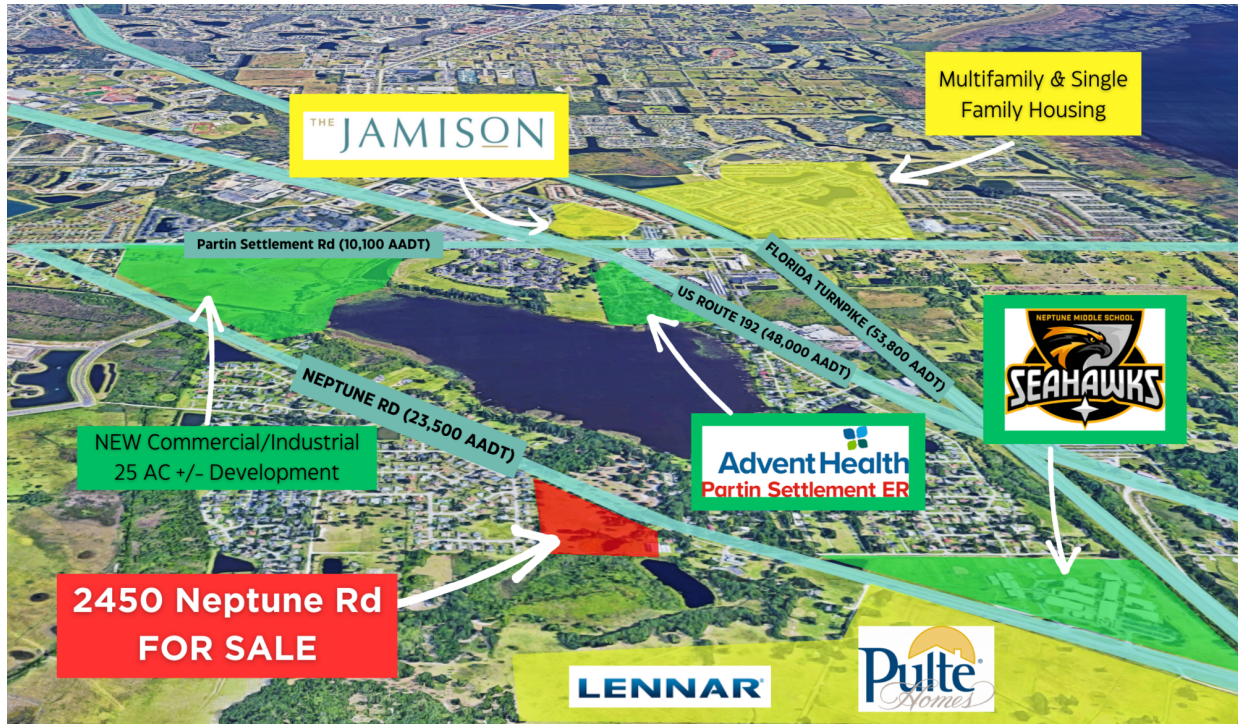 THE JAMISON
Multifamily & Single
Family Housing
Partin Settlement Rd (10,100 AADT)
FLORIDA TURNPIKE (53,800 AADT)
US ROUTE 192 (48,000 AADT)
NEPTUNE MIDDLE SCHOOL
SEAHAWKS
NEPTUNE RD (23,500 AADT)
NEW Commercial/Industrial
25 AC +/- Development
Advent Health
Partin Settlement ER
2450 Neptune Rd
FOR SALE
LENNAR®
Pulte®
Homes